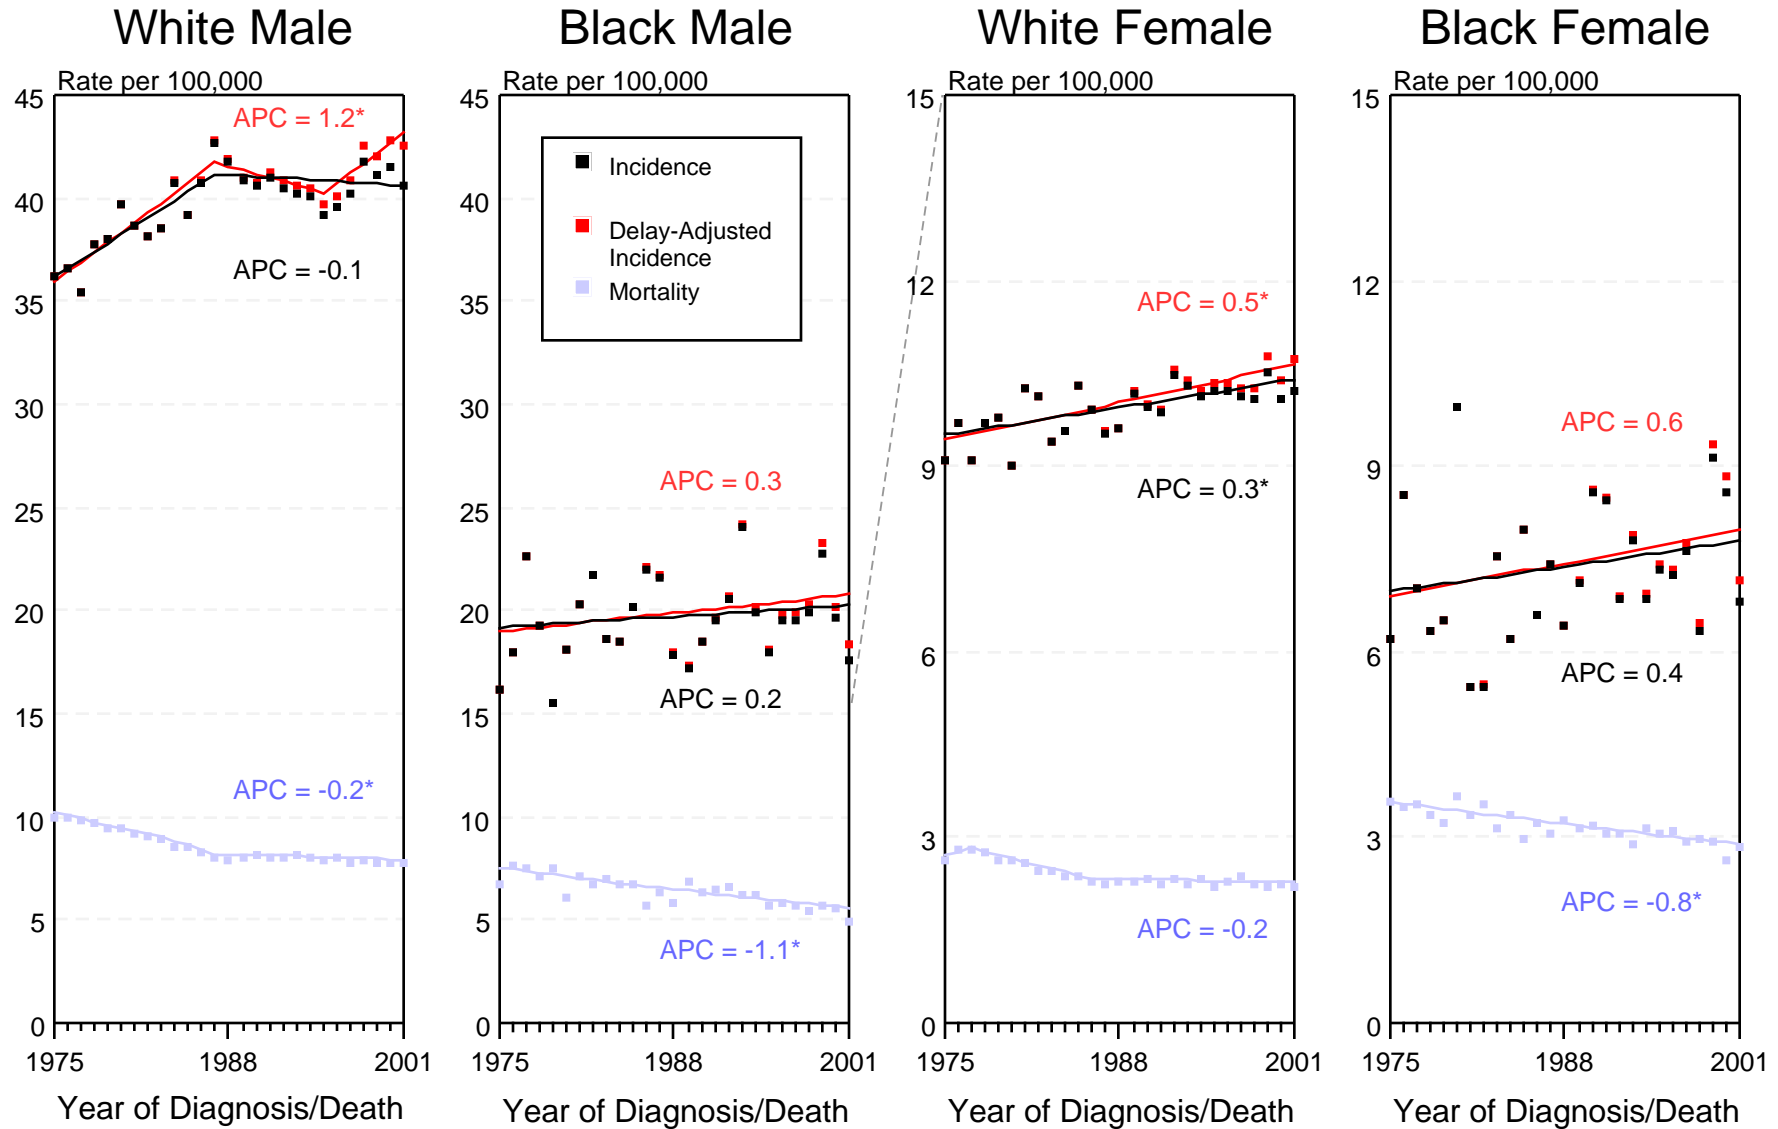 White Male
Black Male
White Female
Black Female
Rate per 100,000
Rate per 100,000
Rate per 100,000
Rate per 100,000
45
40
35
30
25
20
15
10
5
0
APC = 1.2*
APC = -0.1
APC = -0.2*
1975
1988
2001
Year of Diagnosis/Death
45
40
35
30
25
20
15
10
5
0
Incidence
Delay-Adjusted
Incidence
Mortality
APC = 0.3
APC = 0.2
APC = -1.1*
1975
1988
2001
Year of Diagnosis/Death
15
12
9
6
3
0
APC = 0.5*
APC = 0.3*
APC = -0.2
1975
1988
2001
Year of Diagnosis/Death
15
12
9
6
3
0
APC = 0.6
APC = 0.4
APC = -0.8*
1975
1988
2001
Year of Diagnosis/Death